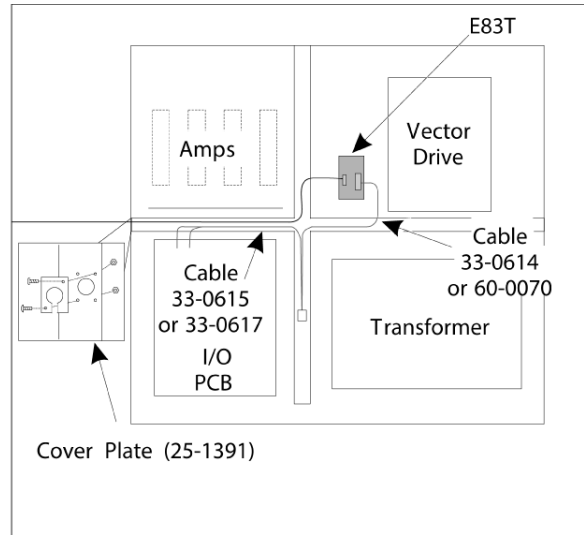 E83T
Vector
Drive
Amps
Cable
33-0614
or 60-0070
Cable
33-0615
or 33-0617
I/O
PCB
Transformer
Cover Plate (25-1391)